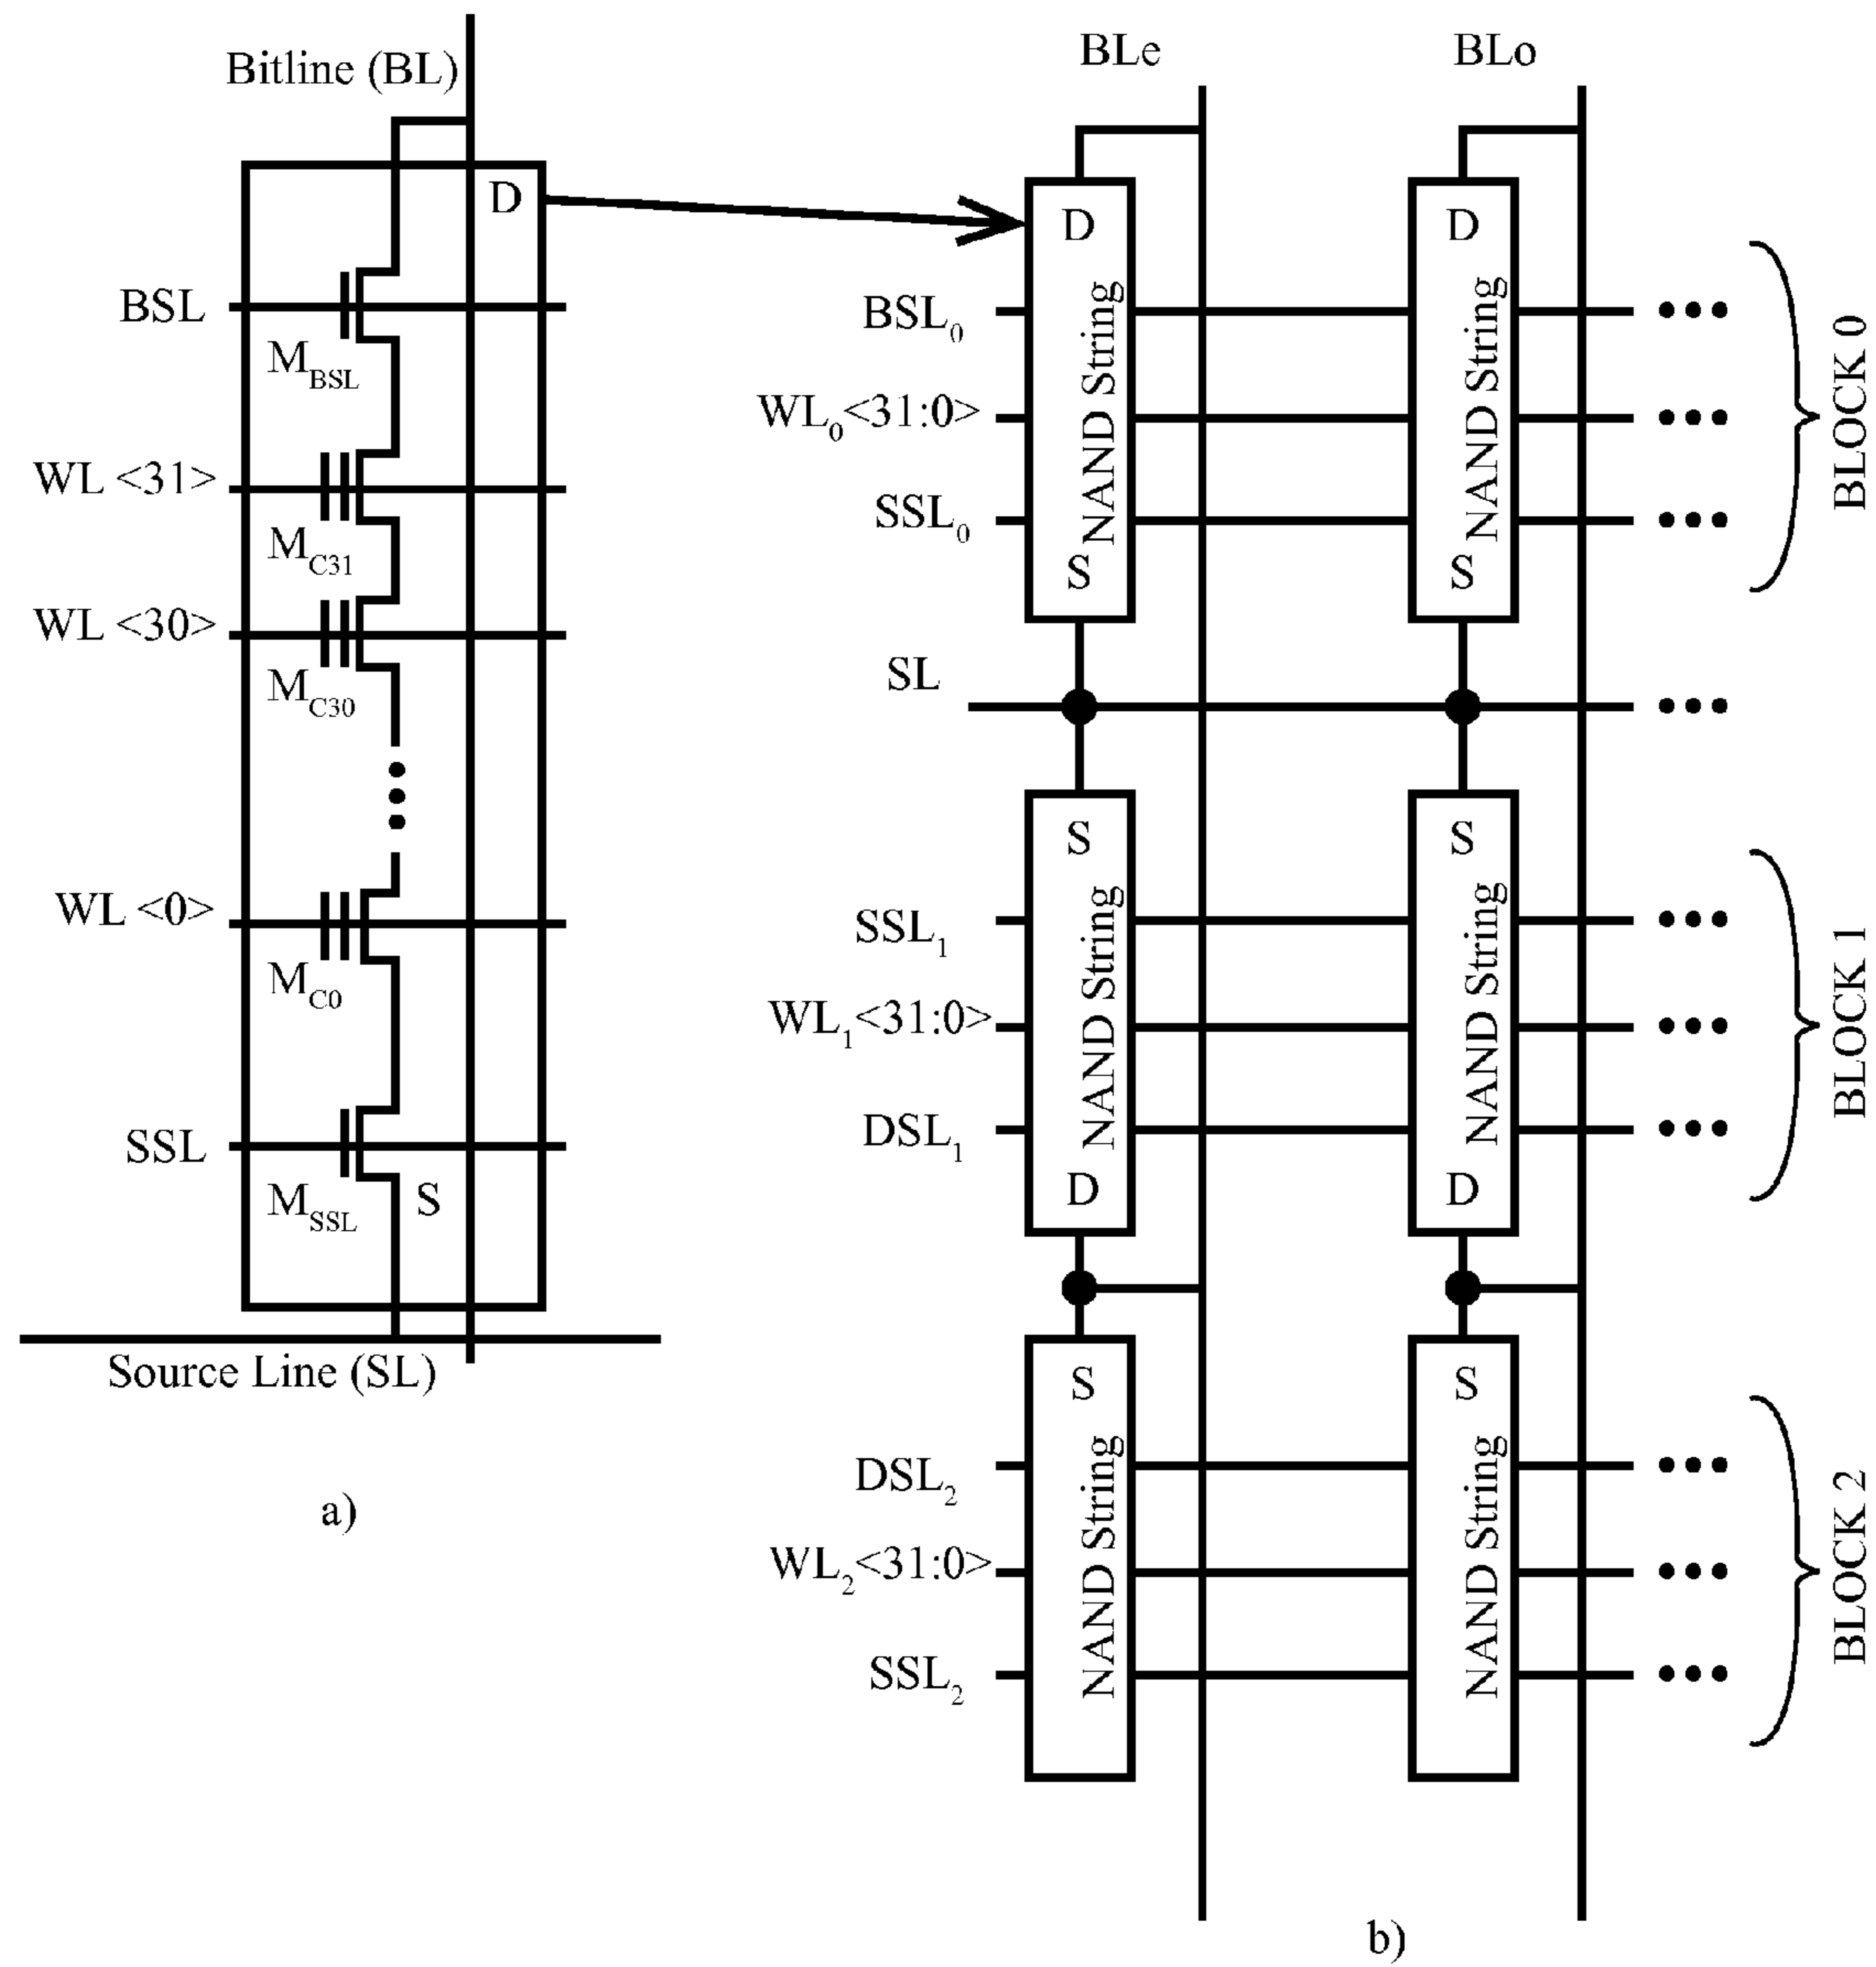 Bitline (BL)
D
BSL
M_BSL
WL <31>
M_C31
WL <30>
M_C30
WL <0>
M_C0
SSL
M_SSL
S
Source Line (SL)
a)
BLe
BLo
D
D
BSL_0
WL_0<31:0>
SSL_0
NAND String
NAND String
S
S
BLOCK 0
SL
S
S
SSL_1
WL_1<31:0>
DSL_1
NAND String
NAND String
D
D
BLOCK 1
S
S
DSL_2
WL_2<31:0>
SSL_2
NAND String
NAND String
BLOCK 2
b)